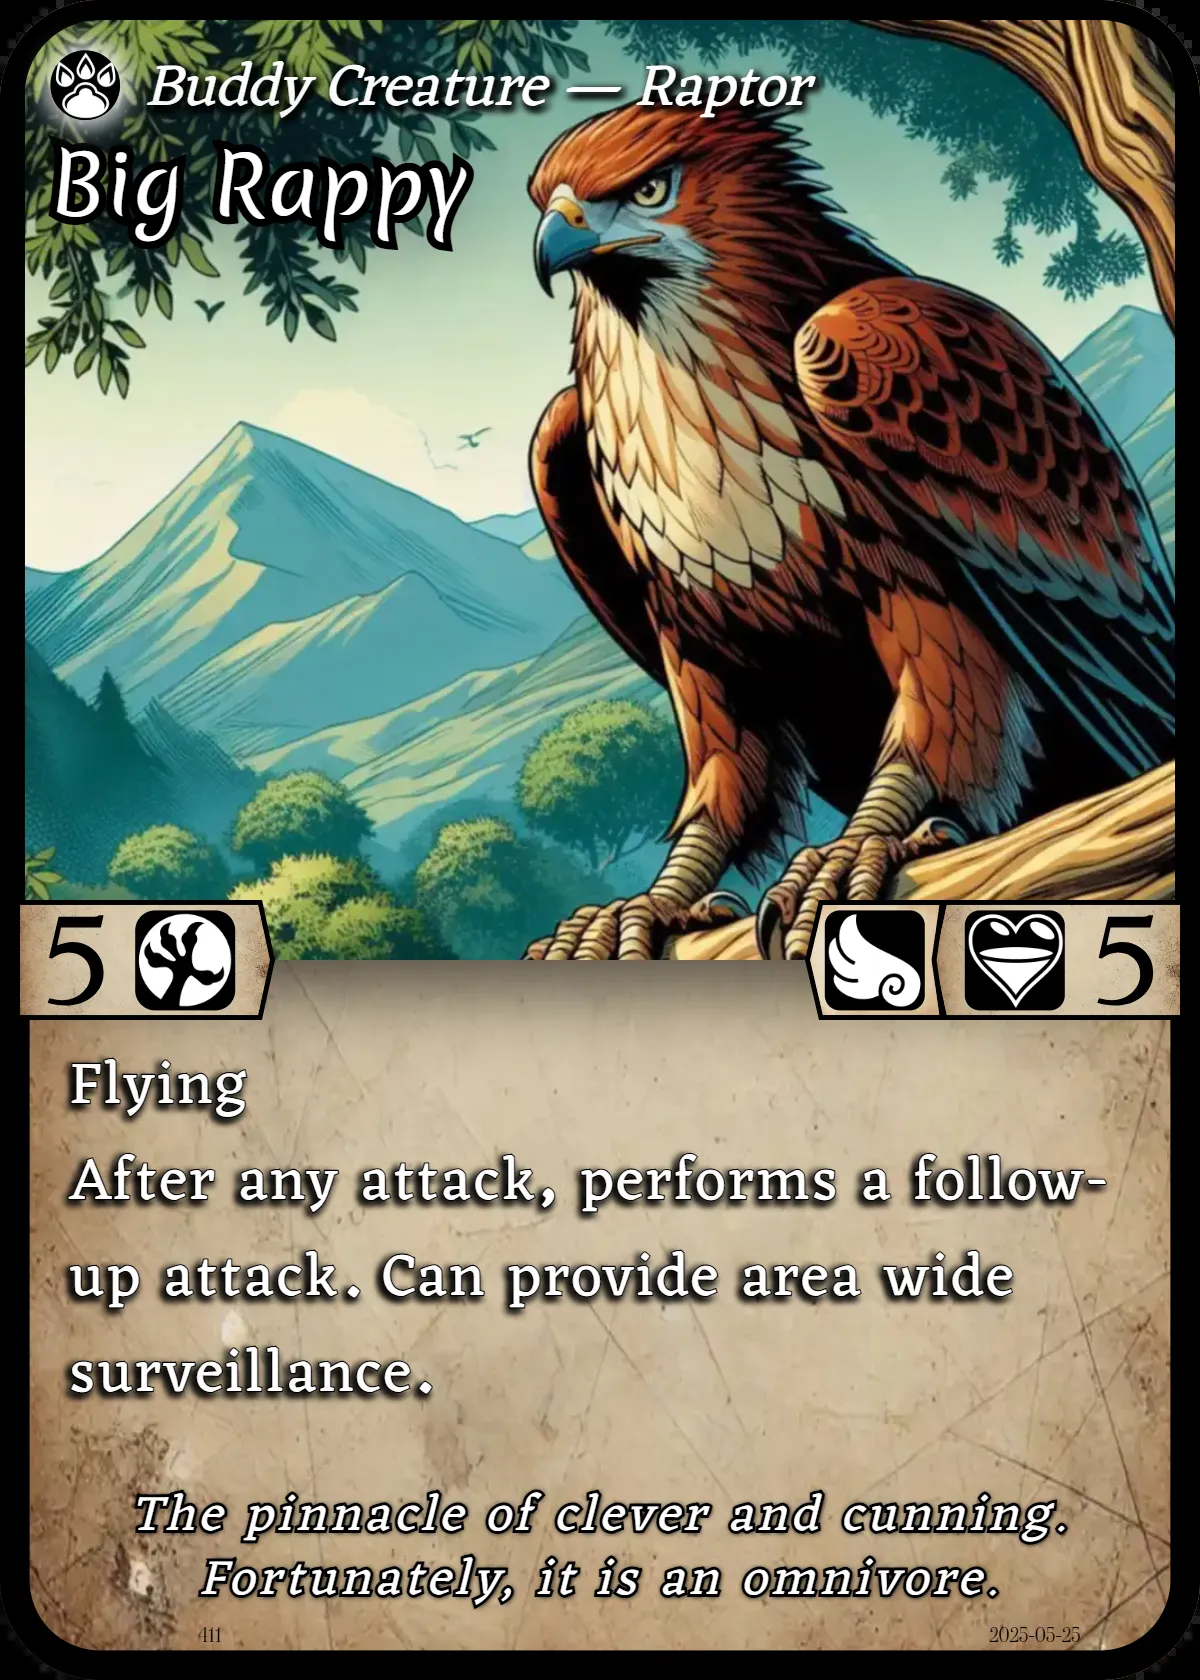 Buddy Creature — Raptor
Big Rappy
5
5
Flying
After any attack, performs a follow-
up attack. Can provide area wide
surveillance.
The pinnacle of clever and cunning.
Fortunately, it is an omnivore.
411
2025-05-25